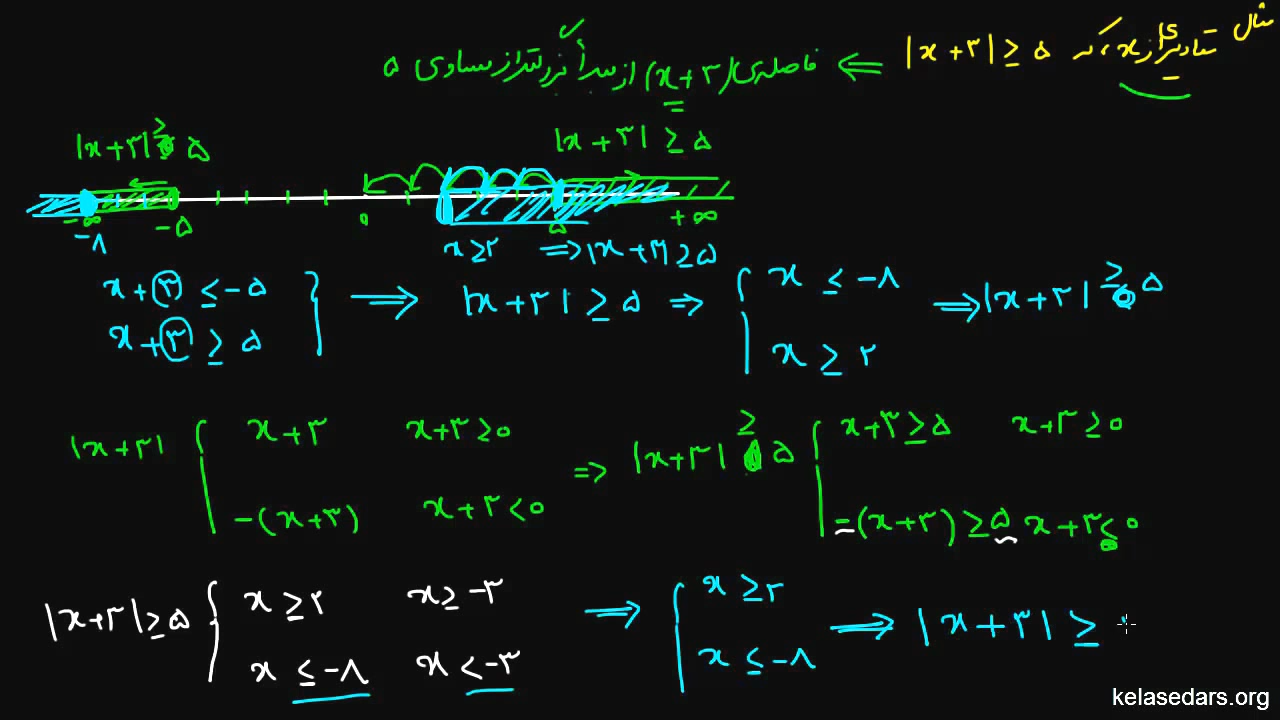 مثال مقادیری از x که |x + ۳| ≥ ۵ ⇐ فاصله‌ی (x + ۳) از مبدأ بزرگتر از مساوی ۵
|x + ۳| ≥ ۵ |x + ۳| ≥ ۵
-∞ -۵ ۰ ۵ +∞
-۸ x ≥ ۲ ⇒ |x + ۳| ≥ ۵
x + ۳ ≤ -۵
x + ۳ ≥ ۵ } ⇒ |x + ۳| ≥ ۵ ⇒ { x ≤ -۸ ⇒ |x + ۳| ≥ ۵
x ≥ ۲
|x + ۳| { x + ۳ x + ۳ ≥ ۰ ⇒ |x + ۳| ≥ ۵ { x + ۳ ≥ ۵ x + ۳ ≥ ۰
-(x + ۳) x + ۳ < ۰ -(x + ۳) ≥ ۵ x + ۳ < ۰
|x + ۳| ≥ ۵ { x ≥ ۲ x ≥ -۳ ⇒ { x ≥ ۲ ⇒ |x + ۳| ≥
x ≤ -۸ x < -۳ x ≤ -۸
kelasedars.org